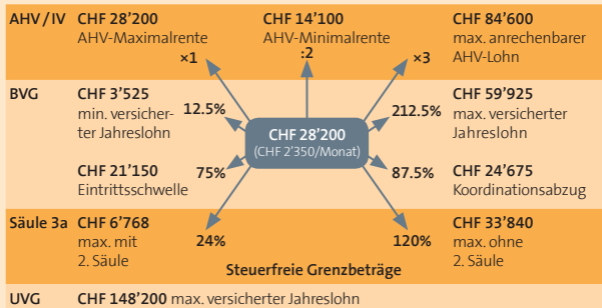 AHV/IV CHF 28’200 CHF 14’100 CHF 84’600
AHV-Maximalrente AHV-Minimalrente max. anrechenbarer
×1 :2 ×3 AHV-Lohn
BVG CHF 3’525 CHF 59’925
min. versicher- 12.5% 212.5% max. versicherter
ter Jahreslohn Jahreslohn
CHF 28’200
(CHF 2’350/Monat)
CHF 21’150 75% 87.5% CHF 24’675
Eintrittsschwelle Koordinationsabzug
Säule 3a CHF 6’768 CHF 33’840
max. mit 24% 120% max. ohne
2. Säule 2. Säule
Steuerfreie Grenzbeträge
UVG CHF 148’200 max. versicherter Jahreslohn